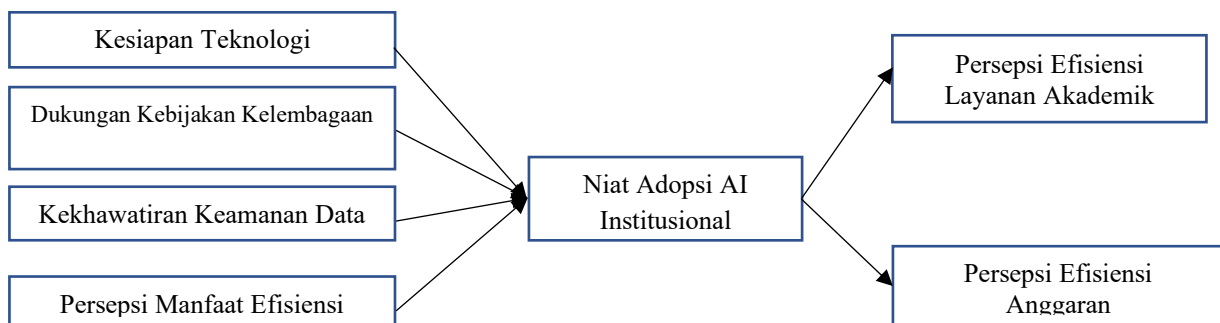 Kesiapan Teknologi
Dukungan Kebijakan Kelembagaan
Kekhawatiran Keamanan Data
Persepsi Manfaat Efisiensi
Niat Adopsi AI
Institusional
Persepsi Efisiensi
Layanan Akademik
Persepsi Efisiensi
Anggaran